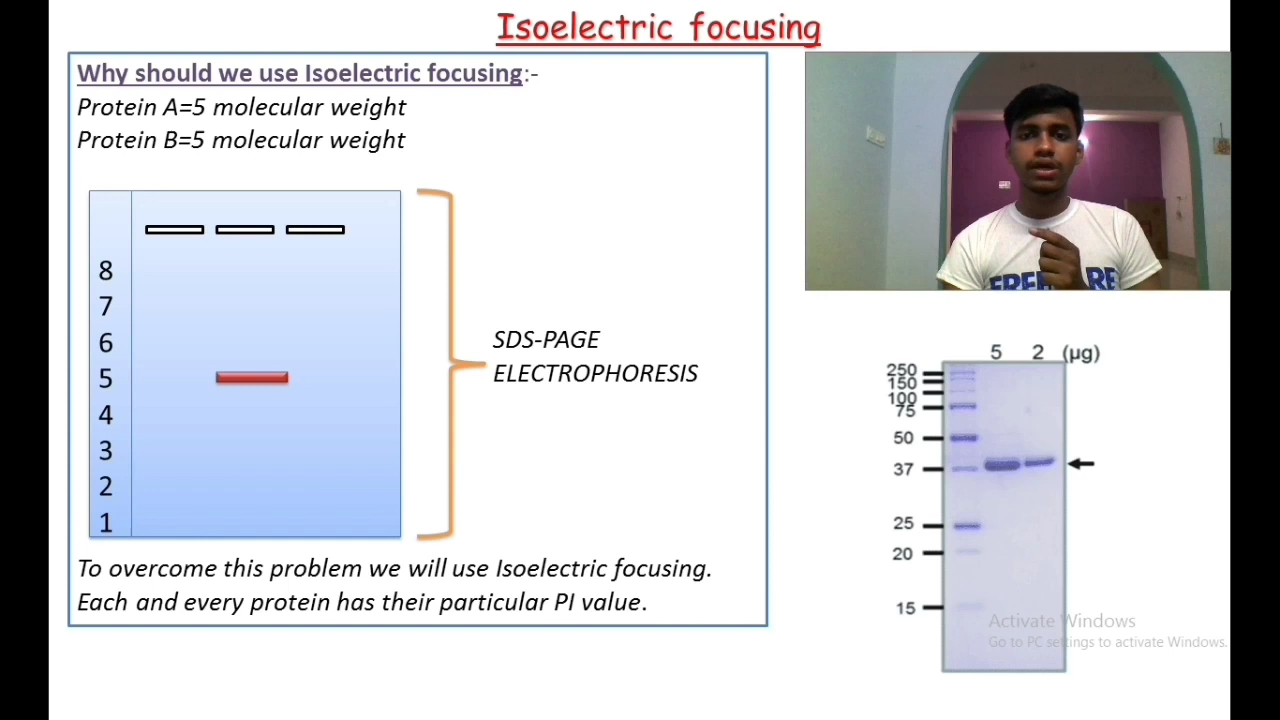 Isoelectric focusing
Why should we use Isoelectric focusing:-
Protein A=5 molecular weight
Protein B=5 molecular weight
8
7
6
5
4
3
2
1
SDS-PAGE
ELECTROPHORESIS
To overcome this problem we will use Isoelectric focusing.
Each and every protein has their particular PI value.
5 2 (µg)
250
150
100
75
50
37
25
20
15
Activate Windows
Go to PC settings to activate Windows.